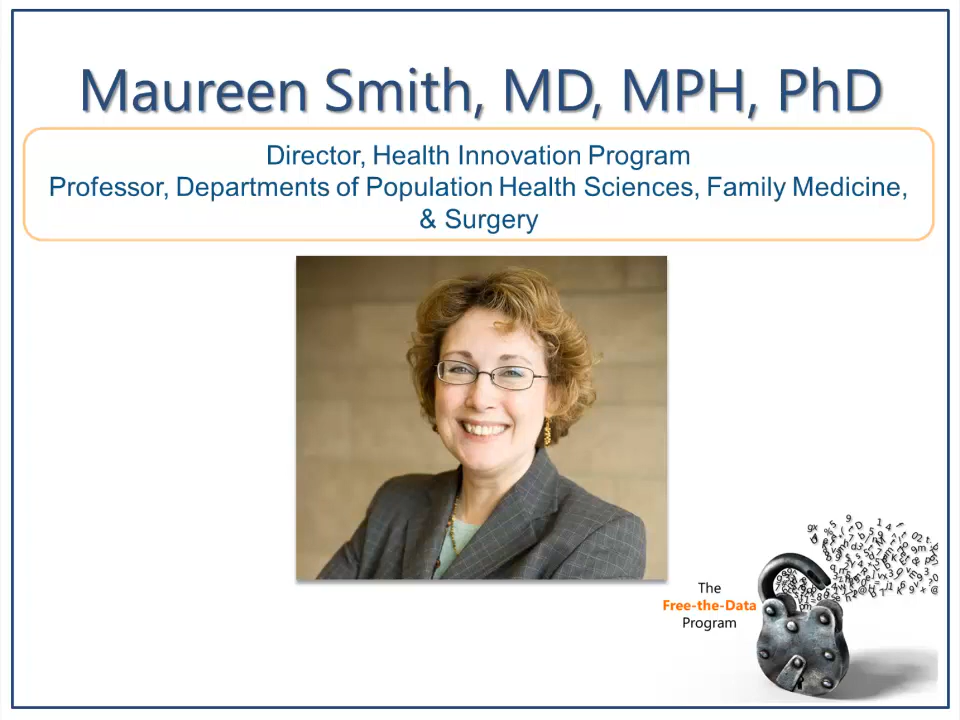 Maureen Smith, MD, MPH, PhD
Director, Health Innovation Program
Professor, Departments of Population Health Sciences, Family Medicine,
& Surgery
The
Free-the-Data
Program